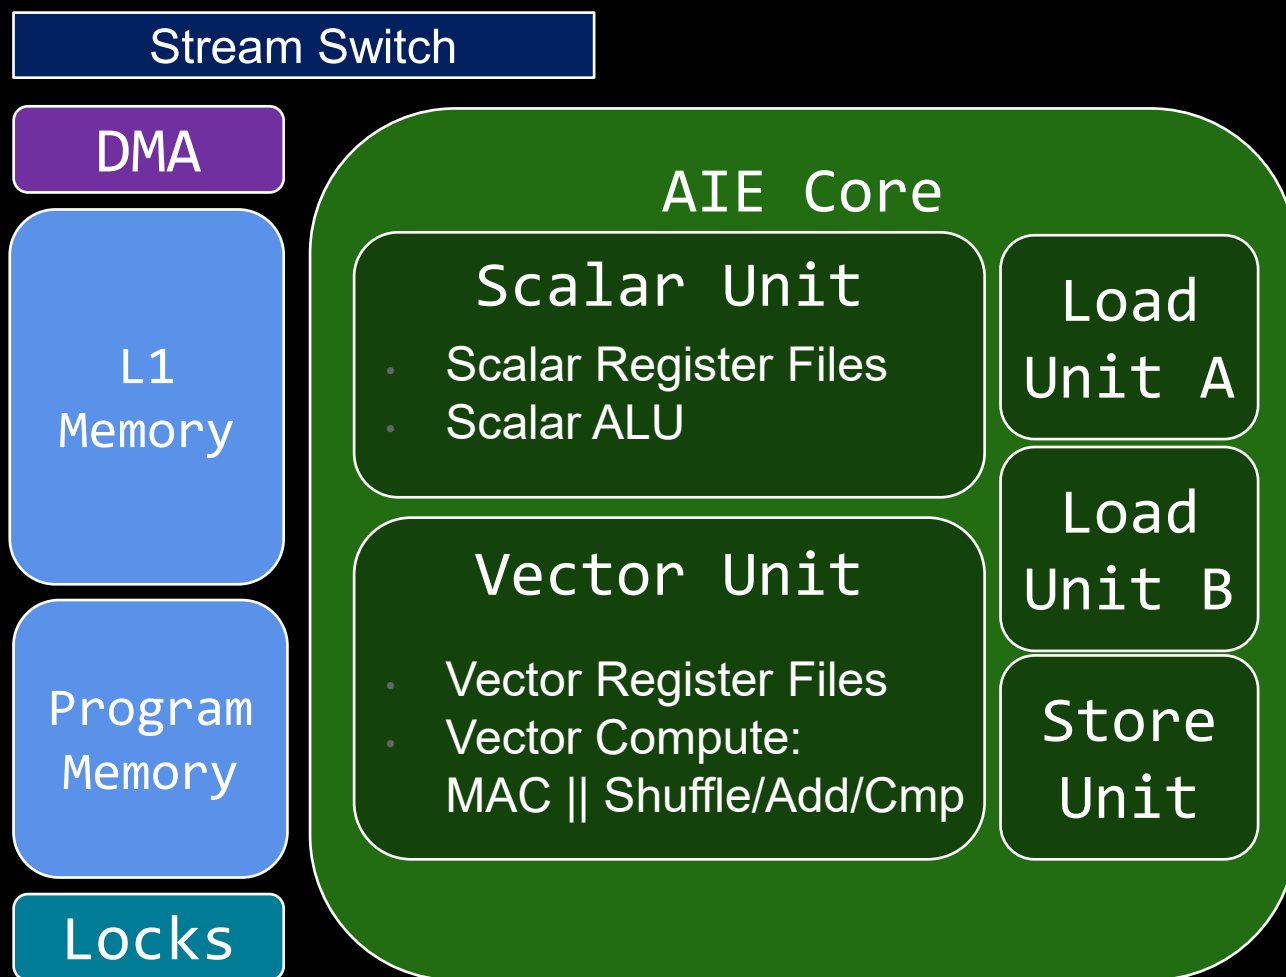 Stream Switch
DMA
L1
Memory
Program
Memory
Locks
AIE Core
Scalar Unit
• Scalar Register Files
• Scalar ALU
Vector Unit
• Vector Register Files
• Vector Compute:
MAC || Shuffle/Add/Cmp
Load
Unit A
Load
Unit B
Store
Unit